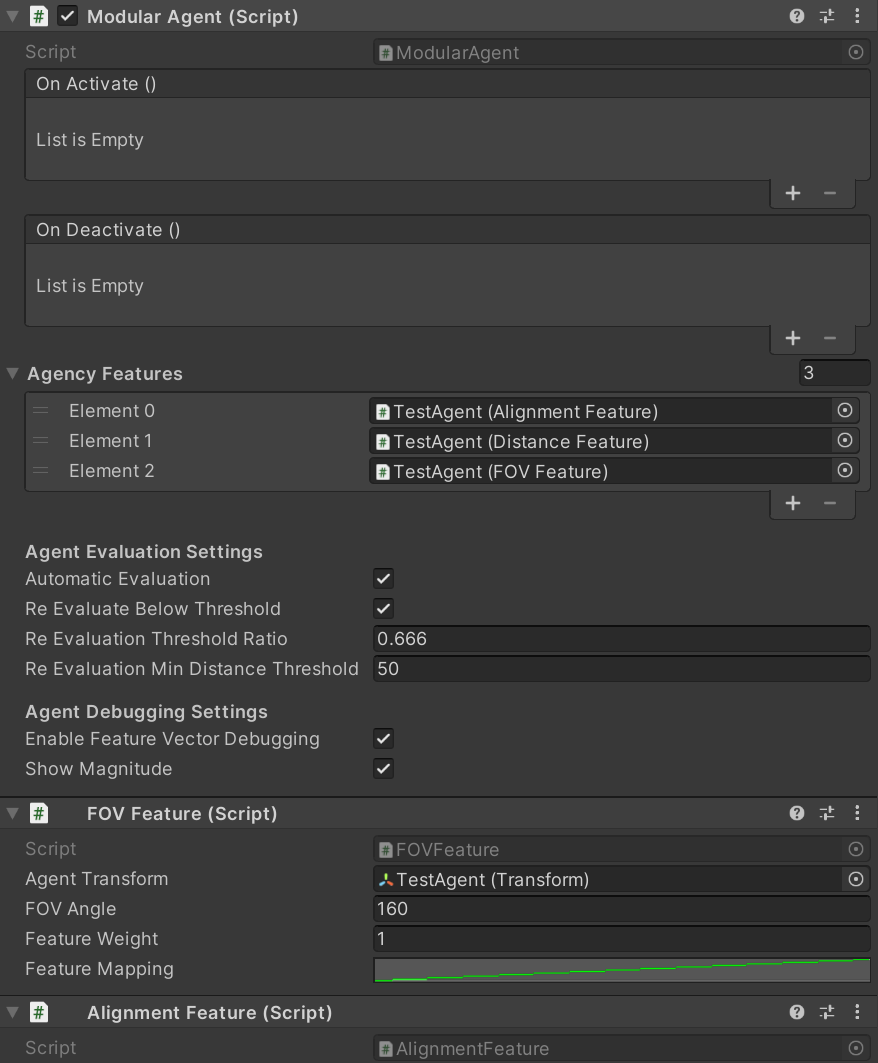 Modular Agent (Script)
Script ModularAgent
On Activate ()
List is Empty
On Deactivate ()
List is Empty
Agency Features 3
Element 0 TestAgent (Alignment Feature)
Element 1 TestAgent (Distance Feature)
Element 2 TestAgent (FOV Feature)
Agent Evaluation Settings
Automatic Evaluation
Re Evaluate Below Threshold
Re Evaluation Threshold Ratio 0.666
Re Evaluation Min Distance Threshold 50
Agent Debugging Settings
Enable Feature Vector Debugging
Show Magnitude
FOV Feature (Script)
Script FOVFeature
Agent Transform TestAgent (Transform)
FOV Angle 160
Feature Weight 1
Feature Mapping
Alignment Feature (Script)
Script AlignmentFeature